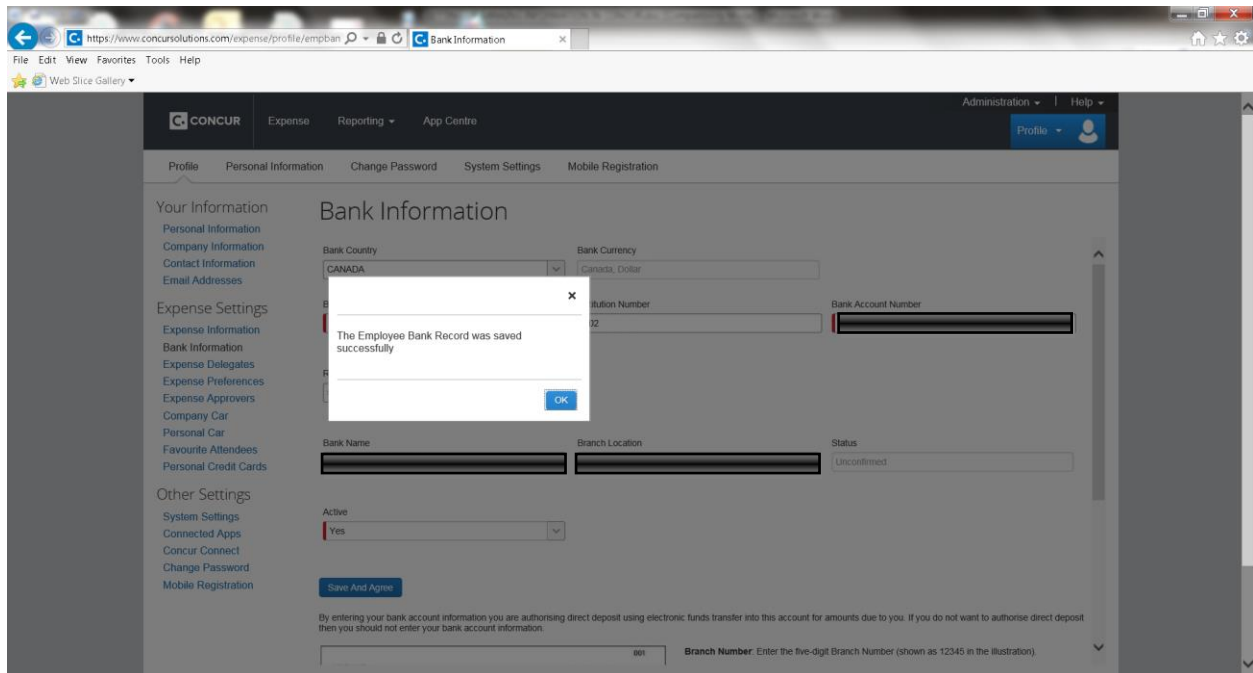 https://www.concursolutions.com/expense/profile/empban
Bank Information
File Edit View Favorites Tools Help
Web Slice Gallery
Administration | Help
C. CONCUR Expense Reporting App Centre
Profile
Profile Personal Information Change Password System Settings Mobile Registration
Your Information
Personal Information
Company Information
Contact Information
Email Addresses
Expense Settings
Expense Information
Bank Information
Expense Delegates
Expense Preferences
Expense Approvers
Company Car
Personal Car
Favourite Attendees
Personal Credit Cards
Other Settings
System Settings
Connected Apps
Concur Connect
Change Password
Mobile Registration
Bank Information
Bank Country Bank Currency
CANADA Canada, Dollar
Bank Account Number
The Employee Bank Record was saved
successfully
OK
Bank Name Branch Location Status
Unconfirmed
Active
Yes
Save And Agree
By entering your bank account information you are authorising direct deposit using electronic funds transfer into this account for amounts due to you. If you do not want to authorise direct deposit
then you should not enter your bank account information.
001
Branch Number: Enter the five-digit Branch Number (shown as 12345 in the illustration).